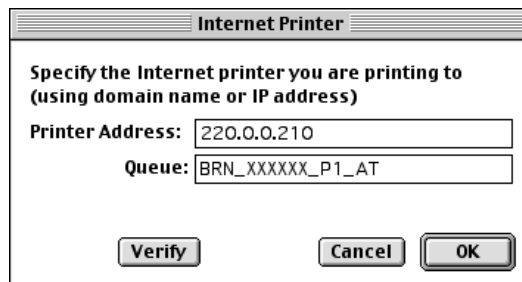 Internet Printer
Specify the Internet printer you are printing to
(using domain name or IP address)
Printer Address: 220.0.0.210
Queue: BRN_XXXXXX_P1_AT
Verify Cancel OK